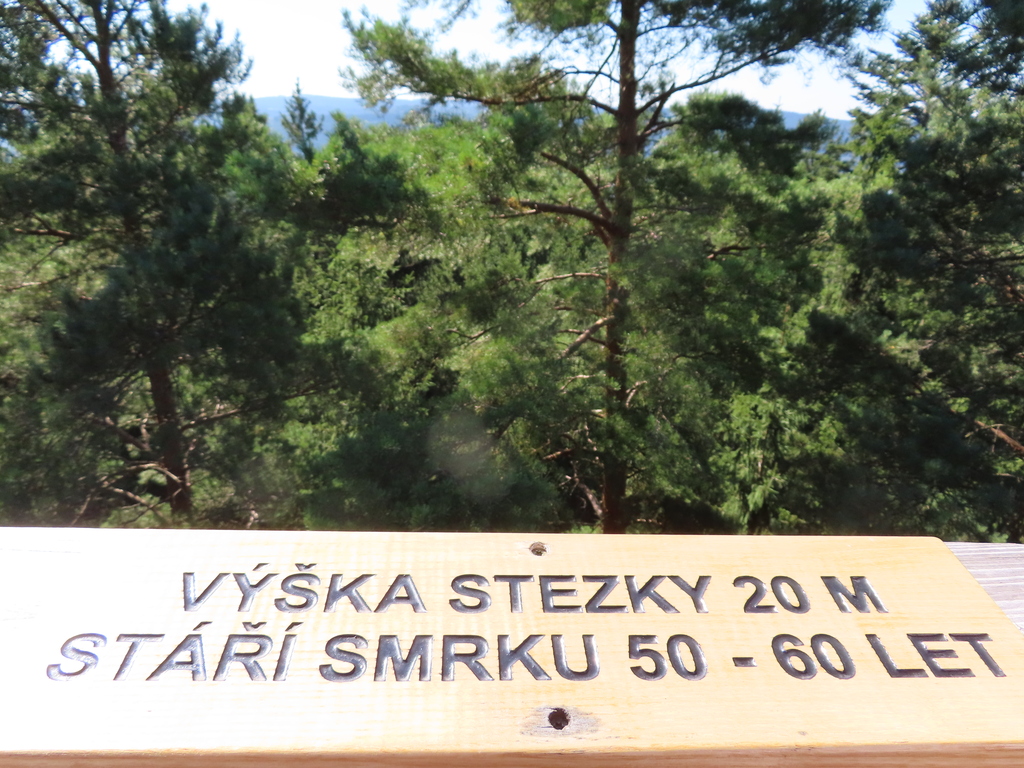 VÝŠKA STEZKY 20 M
STÁŘÍ SMRKU 50 - 60 LET